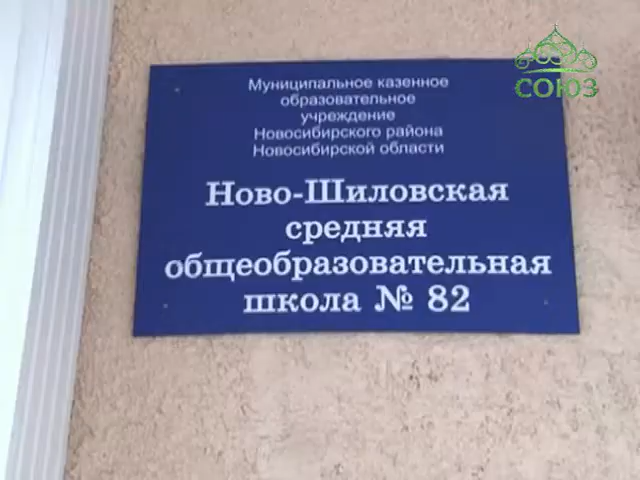 СОЮЗ
Муниципальное казенное
образовательное
учреждение
Новосибирского района
Новосибирской области
Ново-Шиловская
средняя
общеобразовательная
школа № 82